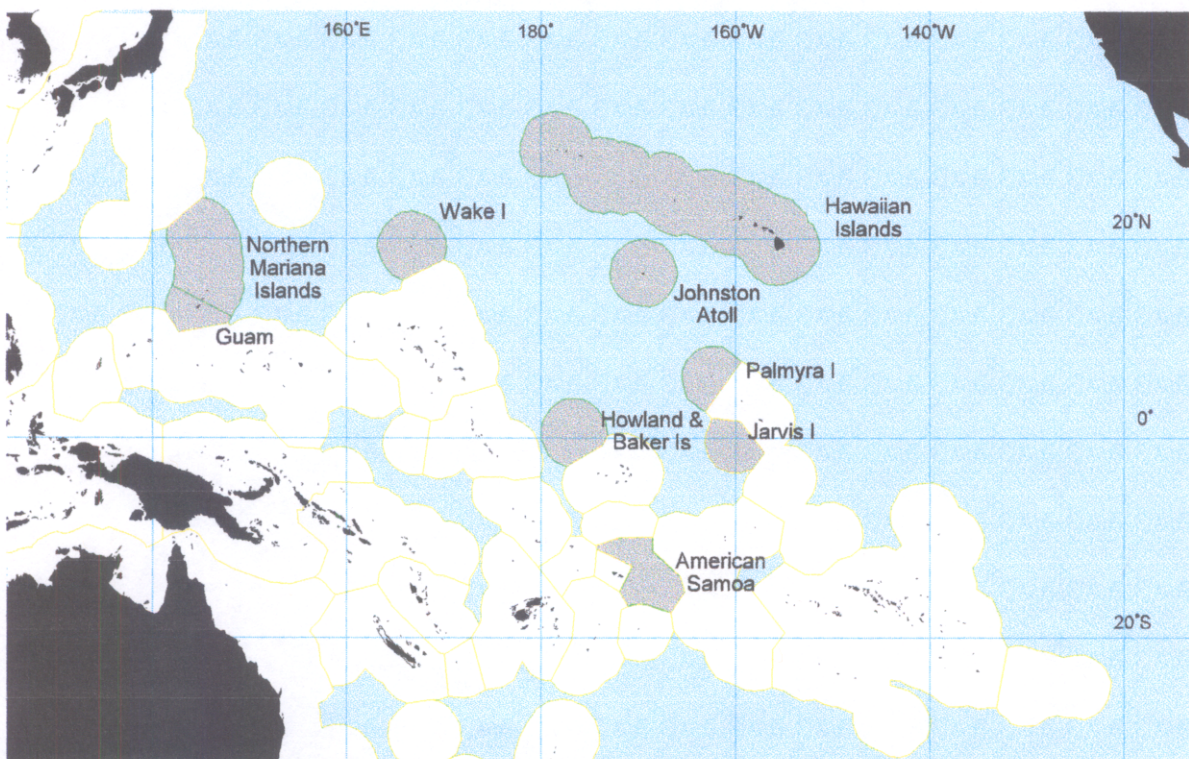 160°E
180°
160°W
140°W
Wake I
Hawaiian
Islands
20°N
Northern
Mariana
Islands
Johnston
Atoll
Guam
Palmyra I
Howland &
Baker Is
Jarvis I
0°
American
Samoa
20°S